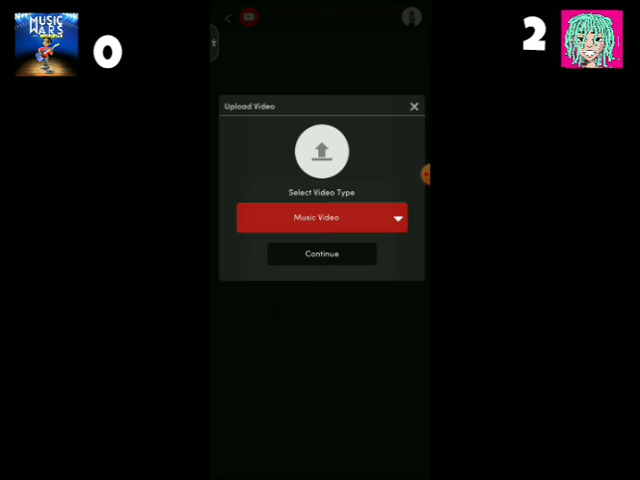 MUSIC
WARS
0
2
Upload Video
Select Video Type
Music Video
Continue